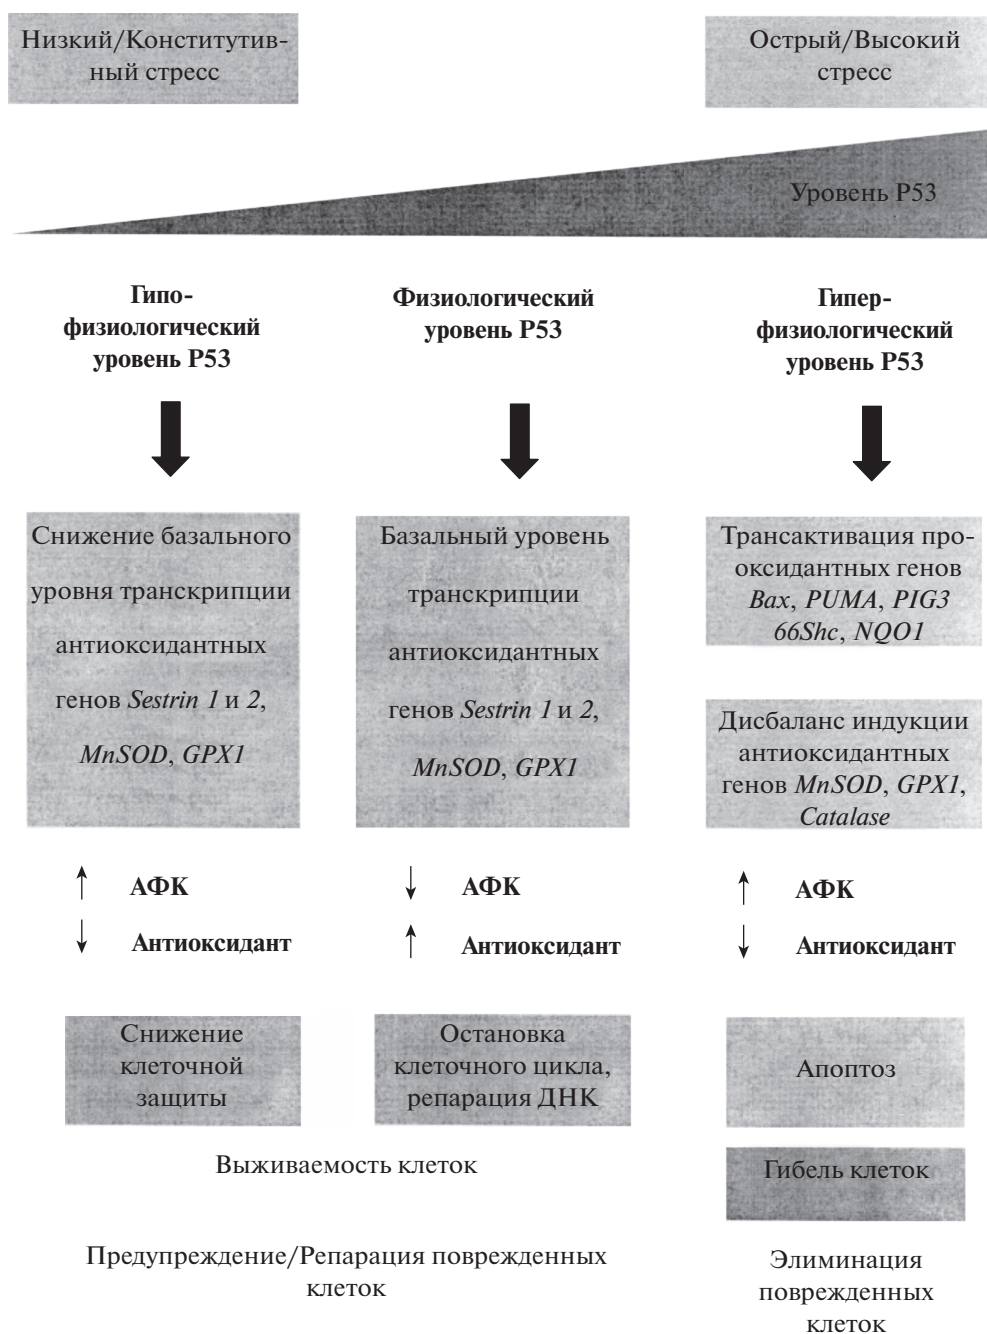 Низкий/Конститутив-
ный стресс
Острый/Высокий
стресс
Уровень P53
Гипо-
физиологический
уровень P53
Физиологический
уровень P53
Гипер-
физиологический
уровень P53
Снижение базального
уровня транскрипции
антиоксидантных
генов Sestrin 1 и 2,
MnSOD, GPX1
Базальный уровень
транскрипции
антиоксидантных
генов Sestrin 1 и 2,
MnSOD, GPX1
Трансактивация про-
оксидантных генов
Bax, PUMA, PIG3
66Shc, NQO1
Дисбаланс индукции
антиоксидантных
генов MnSOD, GPX1,
Catalase
↑ АФК
↓ Антиоксидант
↓ АФК
↑ Антиоксидант
↑ АФК
↓ Антиоксидант
Снижение
клеточной
защиты
Остановка
клеточного цикла,
репарация ДНК
Апоптоз
Выживаемость клеток
Гибель клеток
Предупреждение/Репарация поврежденных
клеток
Элиминация
поврежденных
клеток